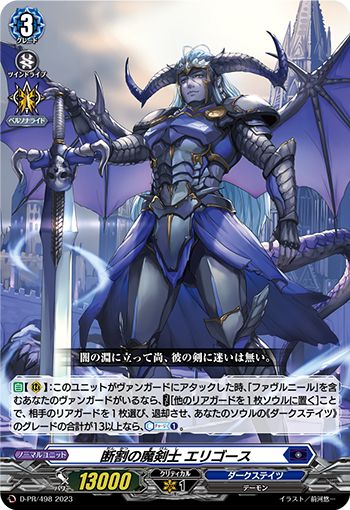 3
グレード
ツインドライブ
ペルソナライド
闇の淵に立って尚、彼の剣に迷いは無い。
自【R】:このユニットがヴァンガードにアタックした時、「ファヴルニール」を含むあなたのヴァンガードがいるなら、【他のリアガードを1枚ソウルに置く】ことで、相手のリアガードを1枚選び、退却させ、あなたのソウルの《ダークステイツ》のグレードの合計が13以上なら、
1。
ノーマルユニット
断割の魔剣士 エリゴース
パワー 13000
クリティカル
1
ダークステイツ
デーモン
D-PR/498 2023
イラスト/前河悠一